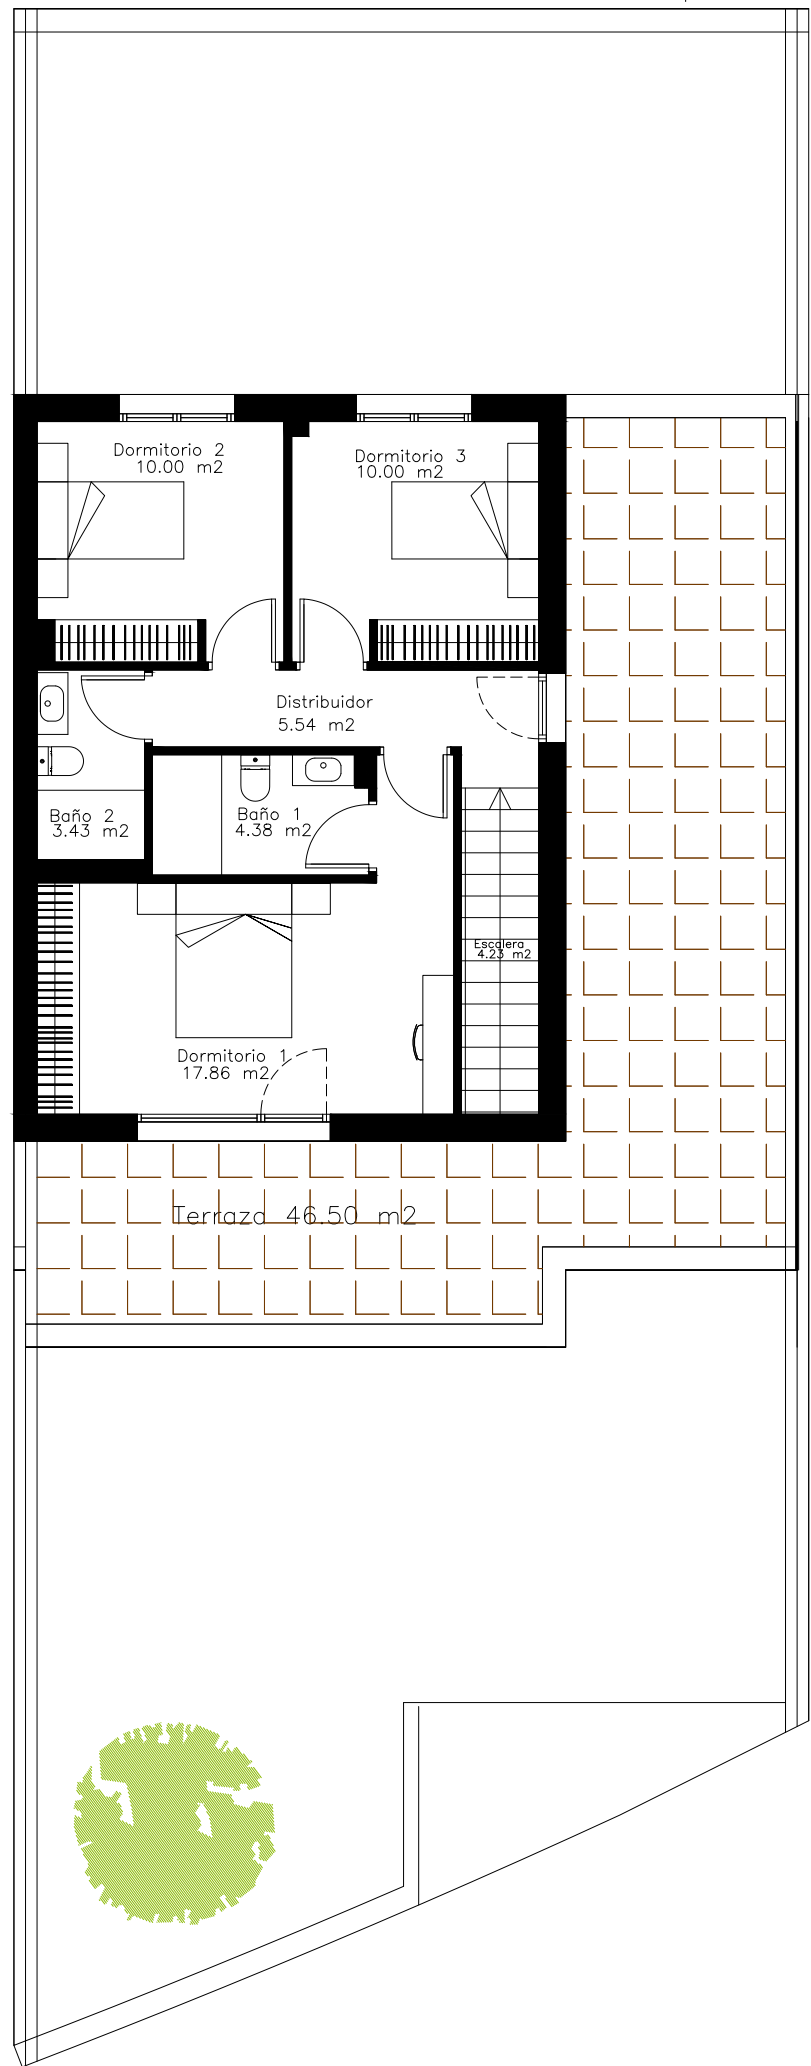 Dormitorio 2
10.00 m2
Dormitorio 3
10.00 m2
Distribuidor
5.54 m2
Baño 2
3.43 m2
Baño 1
4.38 m2
Escalera
4.23 m2
Dormitorio 1
17.86 m2
Terraza 46.50 m2